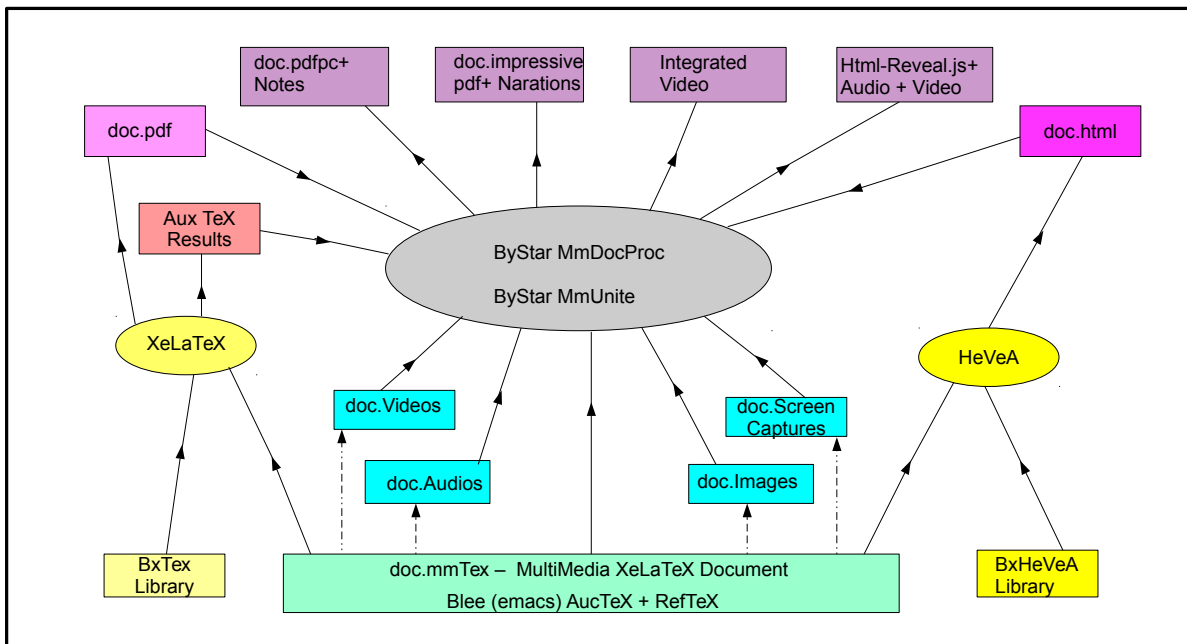 doc.pdfpc+
Notes
doc.impressive
pdf+ Narations
Integrated
Video
Html-Reveal.js+
Audio + Video
doc.pdf
doc.html
Aux TeX
Results
ByStar MmDocProc
ByStar MmUnite
XeLaTeX
HeVeA
doc.Videos
doc.Screen
Captures
doc.Audios
doc.Images
BxTex
Library
doc.mmTex – MultiMedia XeLaTeX Document
Blee (emacs) AucTeX + RefTeX
BxHeVeA
Library